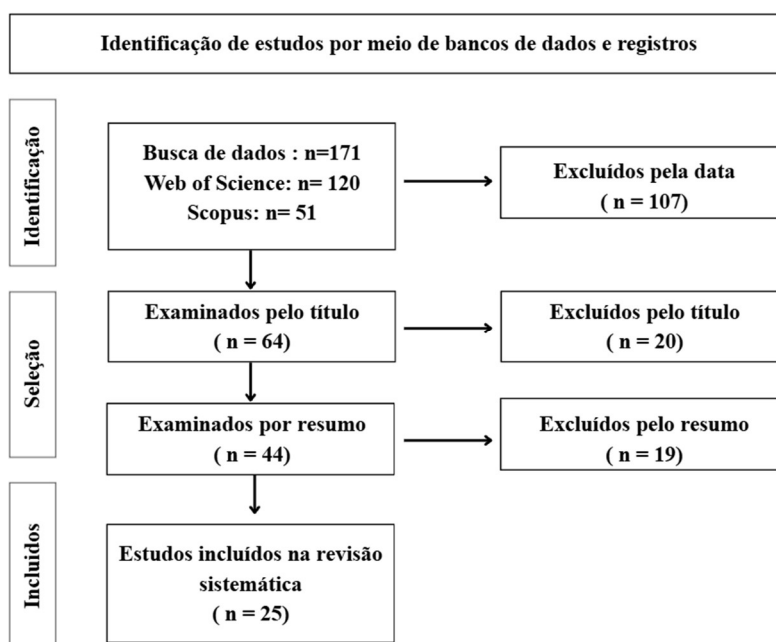 Identificação de estudos por meio de bancos de dados e registros
Identificação
Busca de dados : n=171
Web of Science: n= 120
Scopus: n= 51
Excluídos pela data
( n = 107)
Seleção
Examinados pelo título
( n = 64)
Excluídos pelo título
( n = 20)
Examinados por resumo
( n = 44)
Excluídos pelo resumo
( n = 19)
Incluidos
Estudos incluídos na revisão
sistemática
( n = 25)